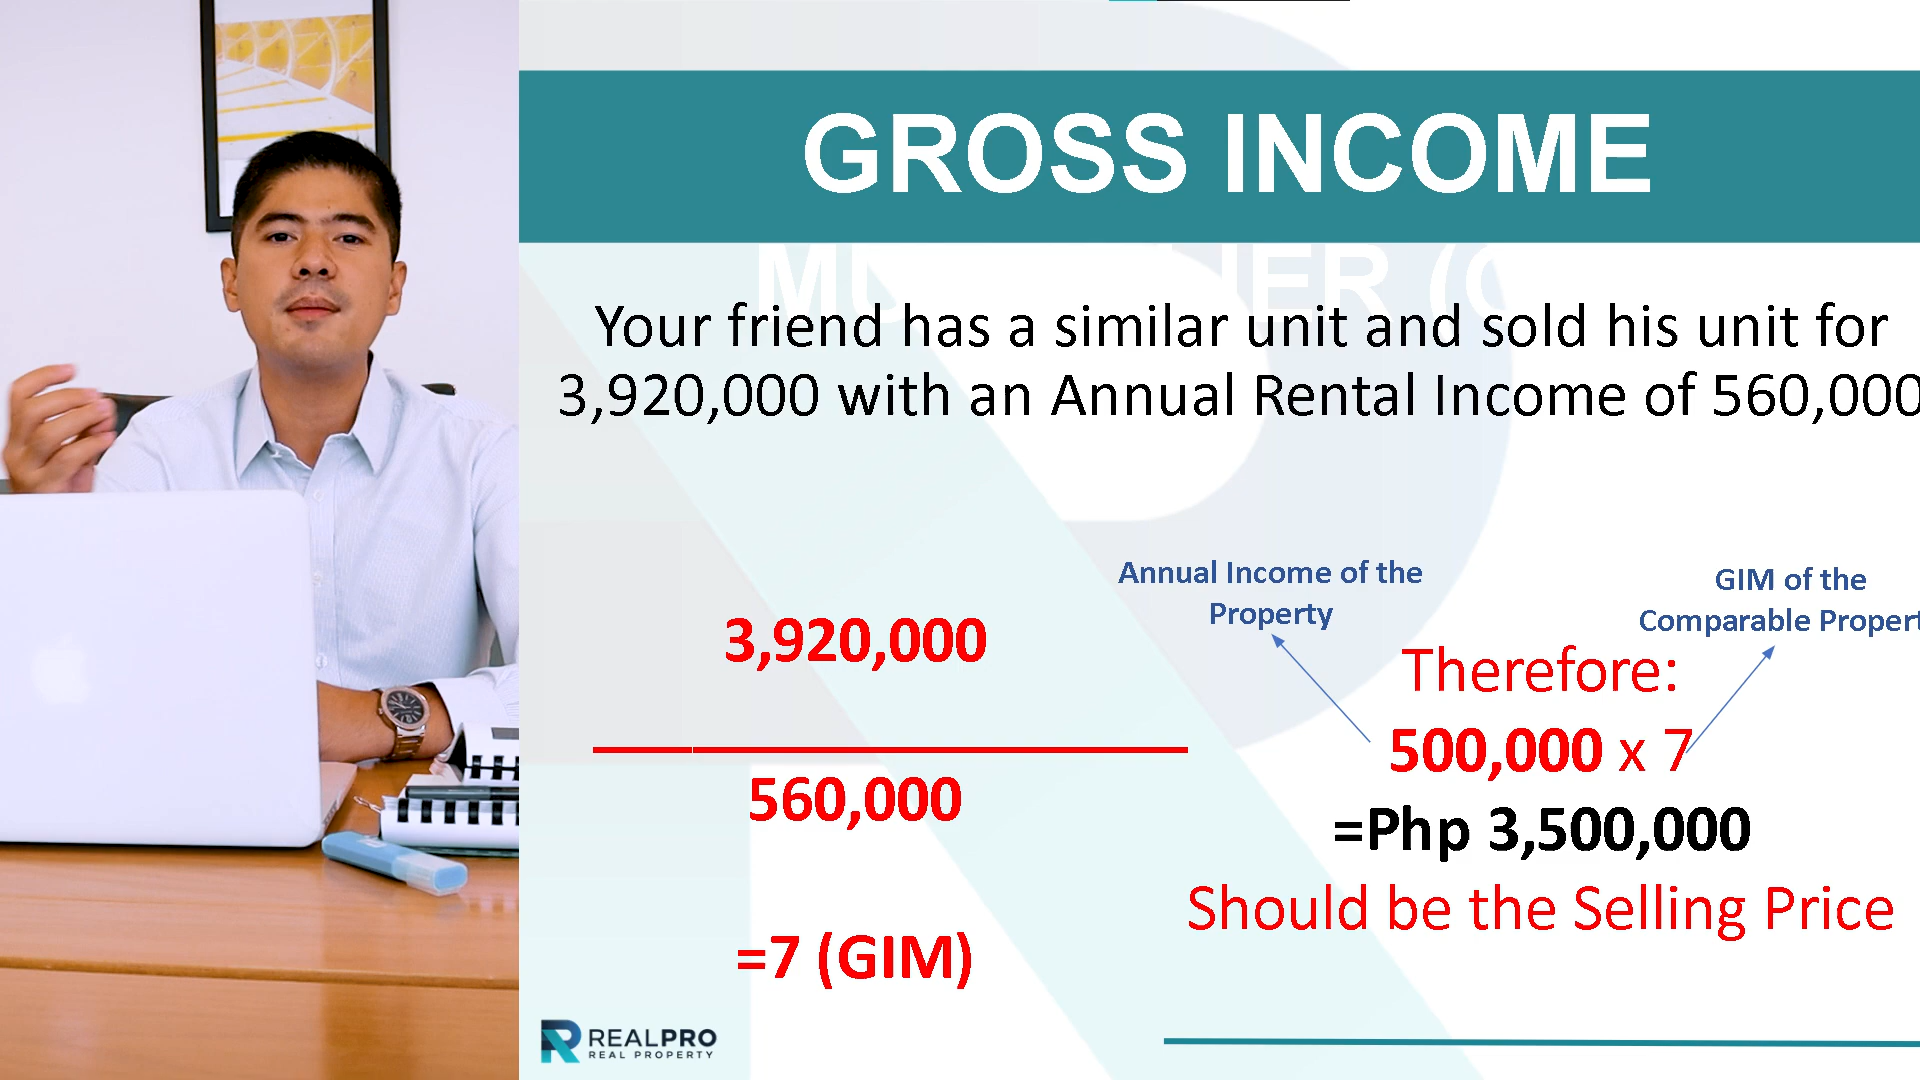 GROSS INCOME
Your friend has a similar unit and sold his unit for
3,920,000 with an Annual Rental Income of 560,000
3,920,000
560,000
=7 (GIM)
Annual Income of the
Property
GIM of the
Comparable
Therefore:
500,000 x 7
=Php 3,500,000
Should be the Selling Price
REALPRO
REAL PROPERTY